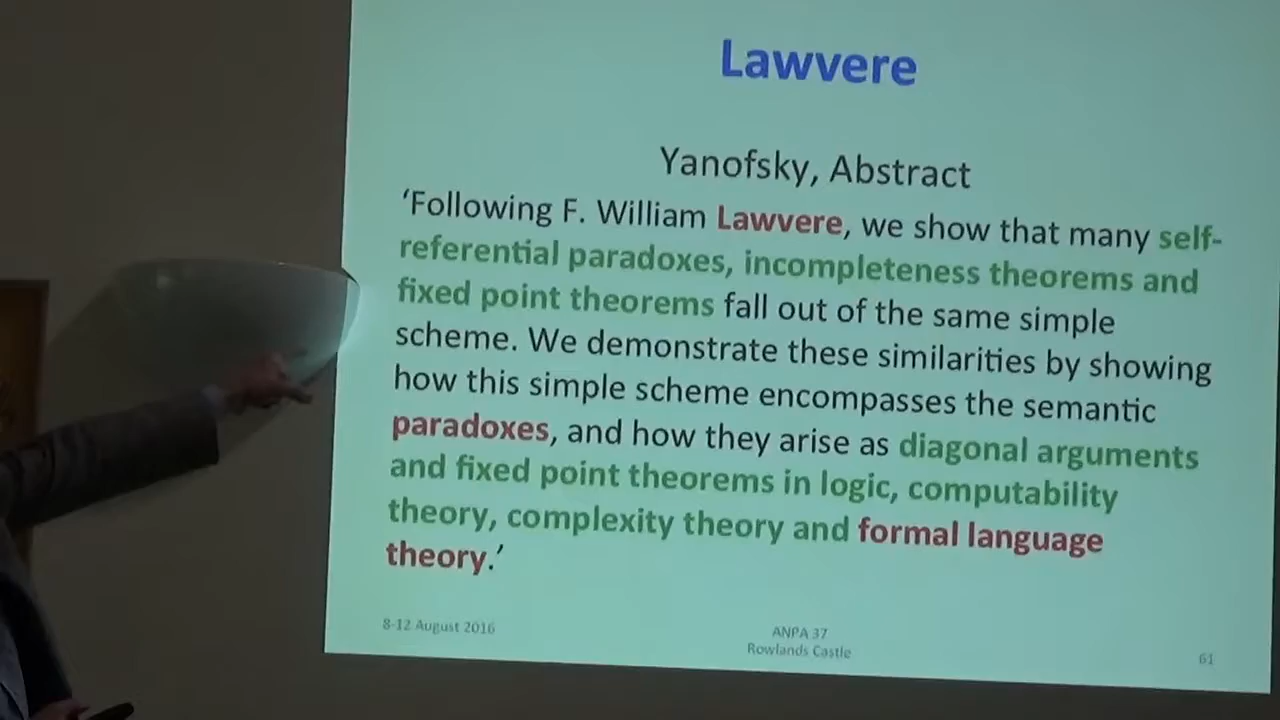 Lawvere
Yanofsky, Abstract
‘Following F. William Lawvere, we show that many self-
referential paradoxes, incompleteness theorems and
fixed point theorems fall out of the same simple
scheme. We demonstrate these similarities by showing
how this simple scheme encompasses the semantic
paradoxes, and how they arise as diagonal arguments
and fixed point theorems in logic, computability
theory, complexity theory and formal language
theory.’
8-12 August 2016
ANPA 37
Rowlands Castle
61